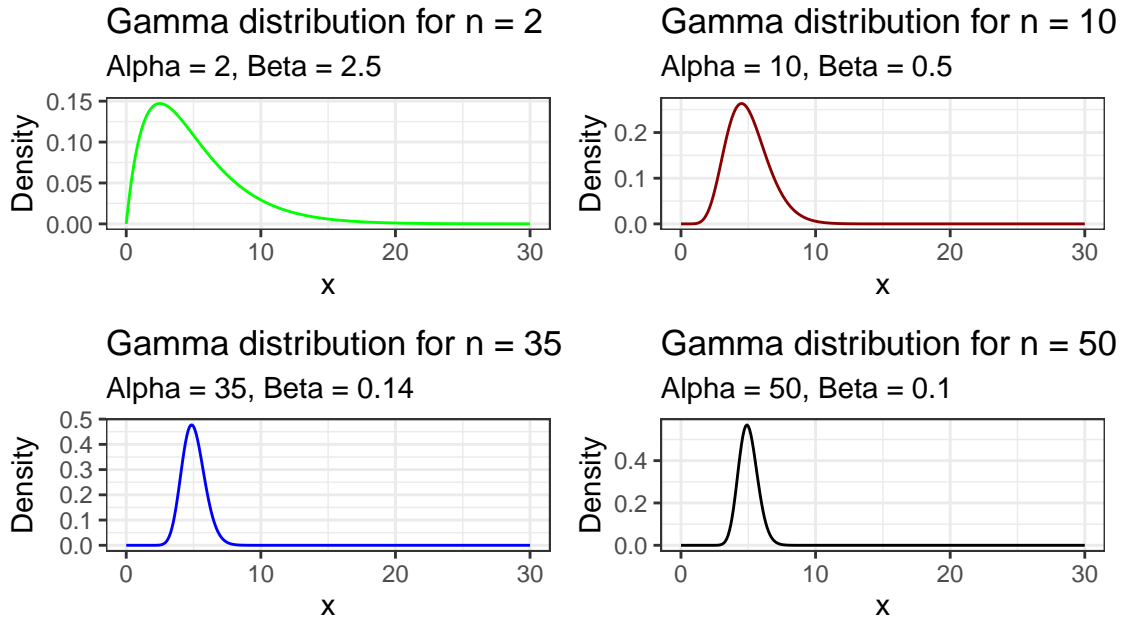 Gamma distribution for n = 2
Alpha = 2, Beta = 2.5
0.15
0.10
0.05
0.00
Density
0 10 20 30
x
Gamma distribution for n = 10
Alpha = 10, Beta = 0.5
0.2
0.1
0.0
Density
0 10 20 30
x
Gamma distribution for n = 35
Alpha = 35, Beta = 0.14
0.5
0.4
0.3
0.2
0.1
0.0
Density
0 10 20 30
x
Gamma distribution for n = 50
Alpha = 50, Beta = 0.1
0.4
0.2
0.0
Density
0 10 20 30
x